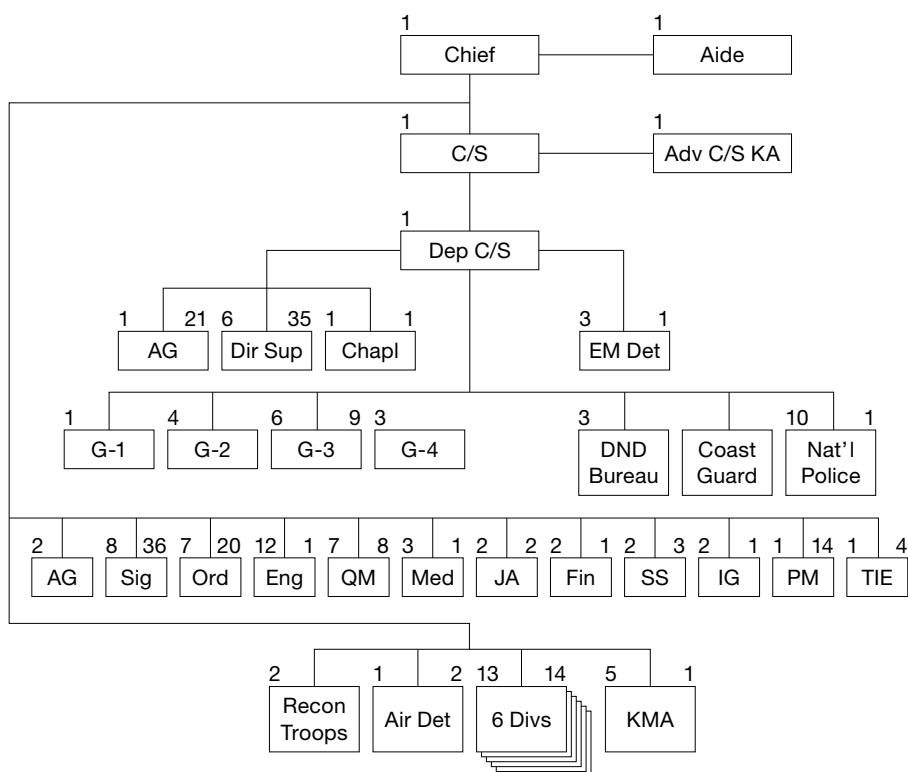 1 1
Chief Aide
1 1
C/S Adv C/S KA
1
Dep C/S
1 21 6 35 1 1 3 1
AG Dir Sup Chapl EM Det
1 4 6 9 3 3 10 1
G-1 G-2 G-3 G-4 DND Bureau Coast Guard Nat'l Police
2 8 36 7 20 12 1 7 8 3 1 2 2 2 1 2 3 2 1 1 14 1 4
AG Sig Ord Eng QM Med JA Fin SS IG PM TIE
2 1 2 13 14 5 1
Recon Troops Air Det 6 Divs KMA